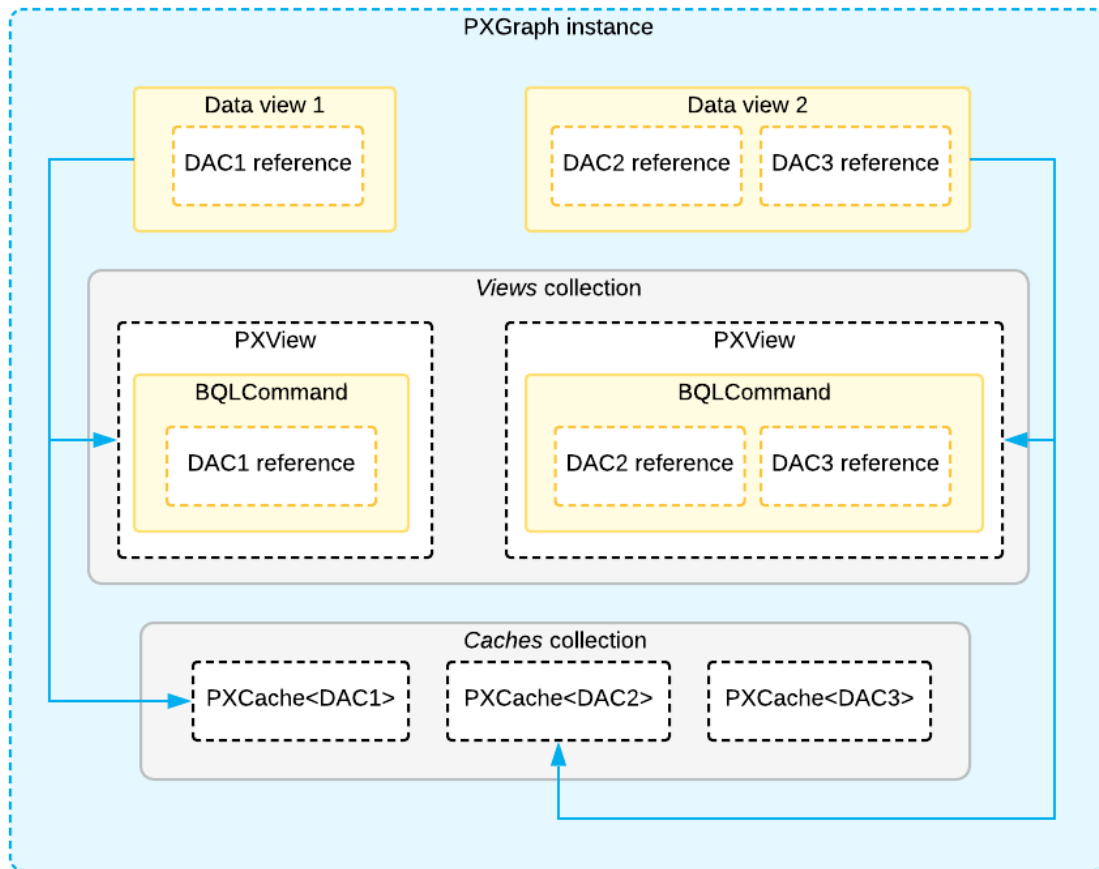 PXGraph instance
Data view 1
DAC1 reference
Data view 2
DAC2 reference
DAC3 reference
Views collection
PXView
BQLCommand
DAC1 reference
PXView
BQLCommand
DAC2 reference
DAC3 reference
Caches collection
PXCache<DAC1>
PXCache<DAC2>
PXCache<DAC3>